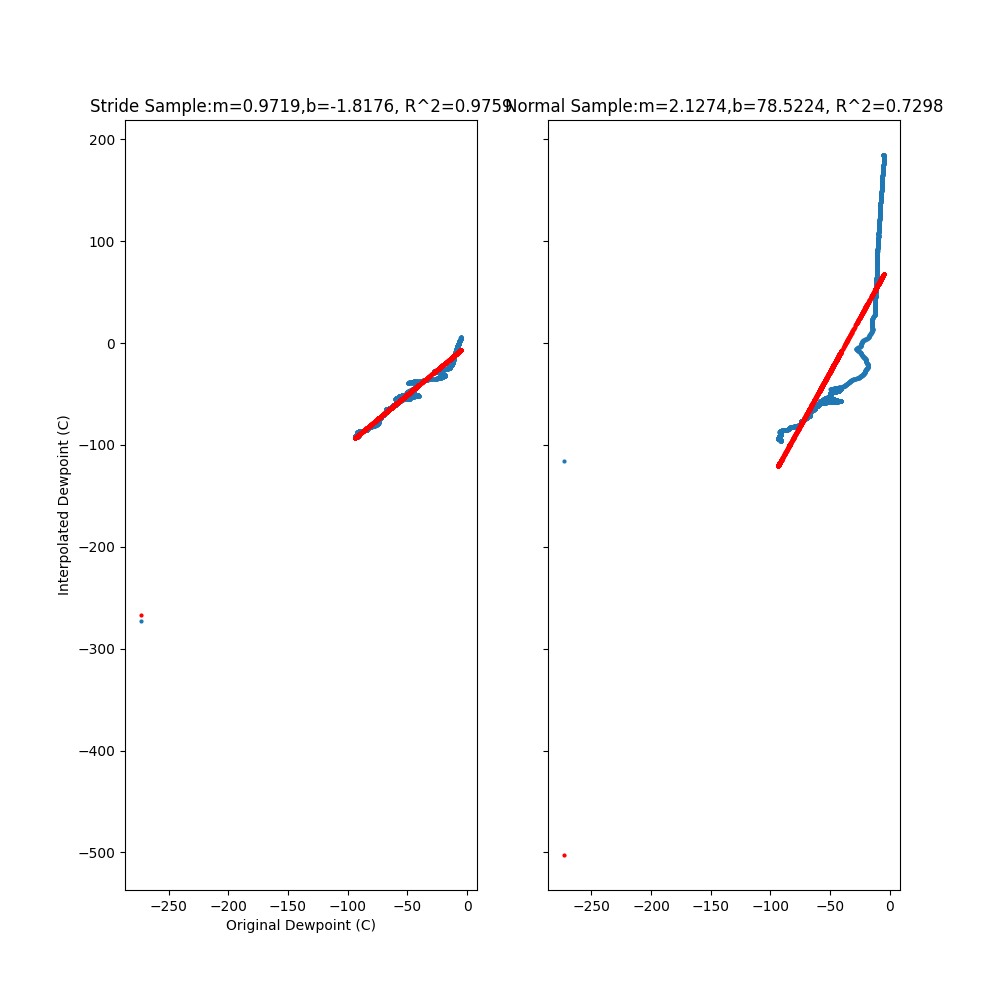 Stride Sample:m=0.9719,b=-1.8176, R^2=0.9759
Normal Sample:m=2.1274,b=78.5224, R^2=0.7298
200
100
0
−100
−200
−300
−400
−500
Interpolated Dewpoint (C)
−250 −200 −150 −100 −50 0
−250 −200 −150 −100 −50 0
Original Dewpoint (C)